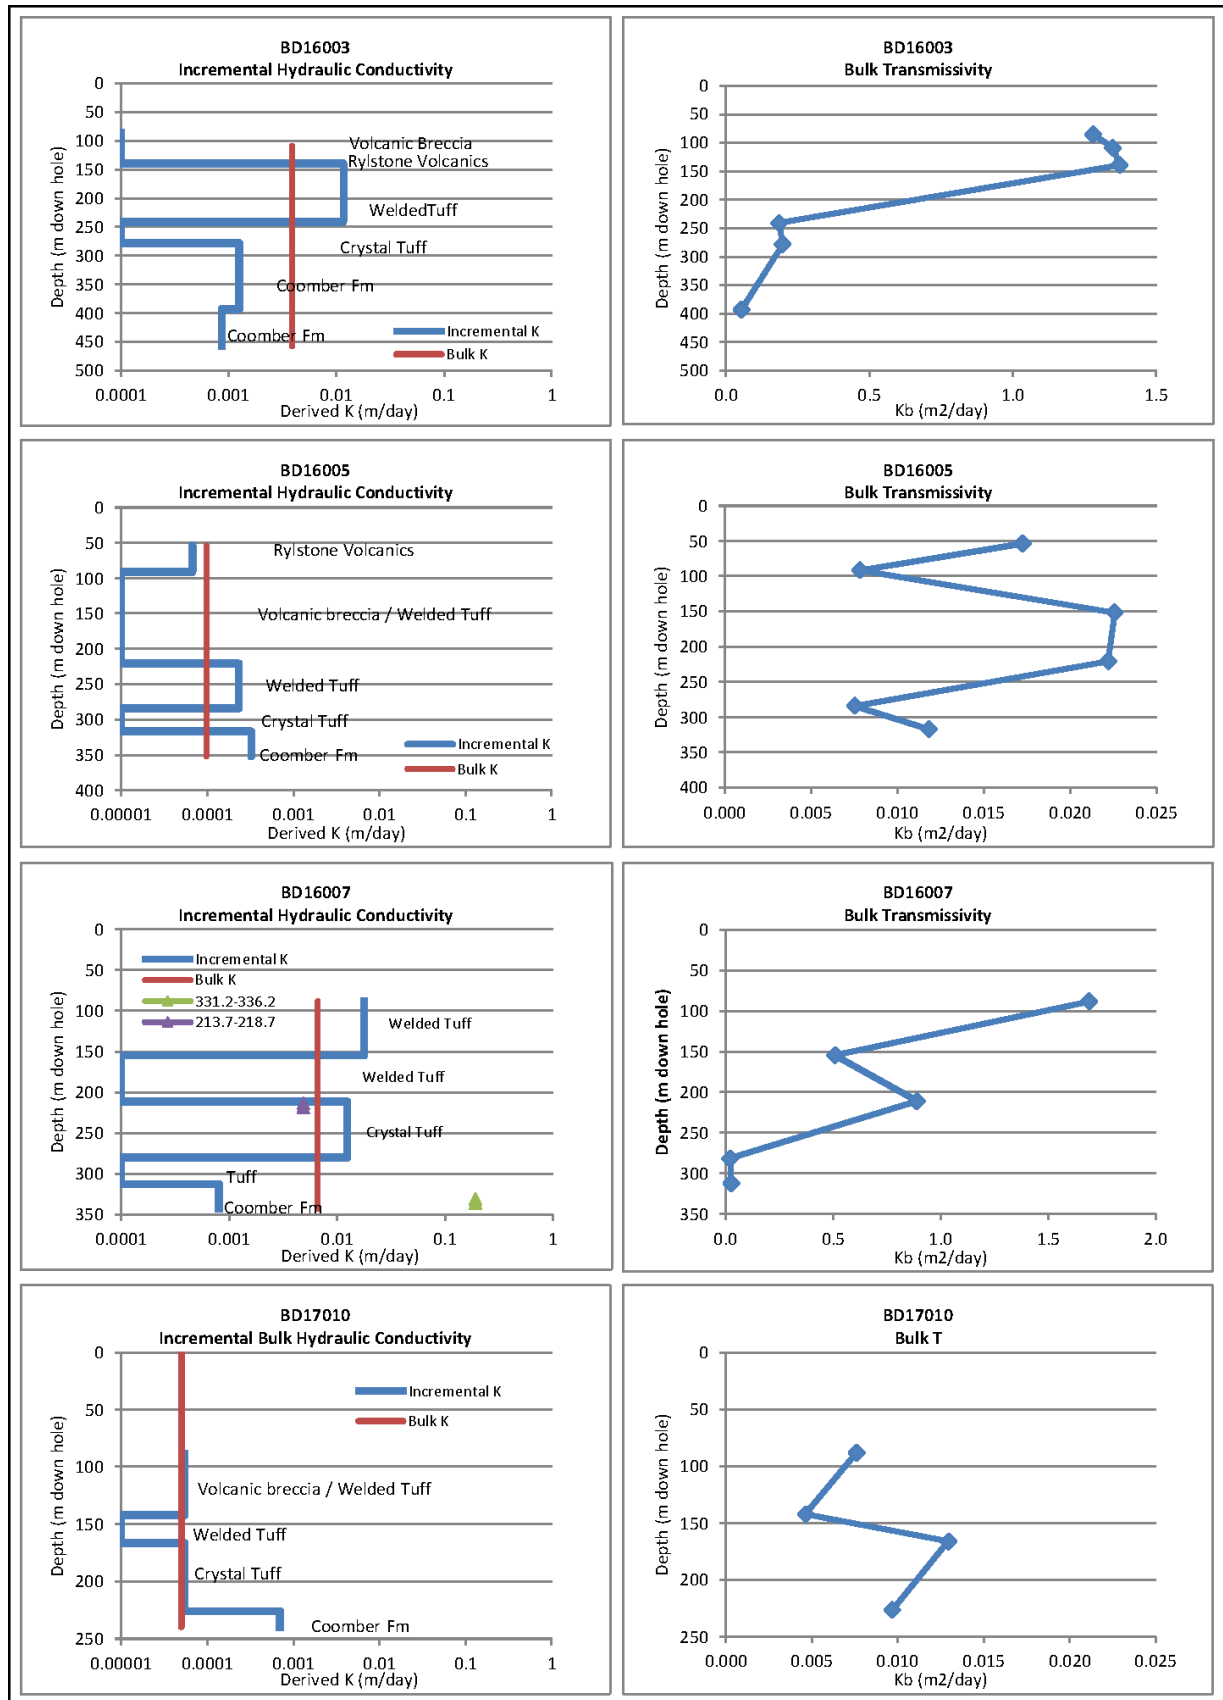 BD16003
Incremental Hydraulic Conductivity
Depth (m down hole)
0
50
100
150
200
250
300
350
400
450
500
Volcanic Breccia
Rylstone Volcanics
WeldedTuff
Crystal Tuff
Coomber Fm
Coomber Fm
Incremental K
Bulk K
0.0001 0.001 0.01 0.1 1
Derived K (m/day)
BD16003
Bulk Transmissivity
Depth (m down hole)
0
50
100
150
200
250
300
350
400
450
500
0.0 0.5 1.0 1.5
Kb (m2/day)
BD16005
Incremental Hydraulic Conductivity
Depth (m down hole)
0
50
100
150
200
250
300
350
400
Rylstone Volcanics
Volcanic breccia / Welded Tuff
Welded Tuff
Crystal Tuff
Coomber Fm
Incremental K
Bulk K
0.00001 0.0001 0.001 0.01 0.1 1
Derived K (m/day)
BD16005
Bulk Transmissivity
Depth (m down hole)
0
50
100
150
200
250
300
350
400
0.000 0.005 0.010 0.015 0.020 0.025
Kb (m2/day)
BD16007
Incremental Hydraulic Conductivity
Depth (m down hole)
0
50
100
150
200
250
300
350
Incremental K
Bulk K
331.2-336.2
213.7-218.7
Welded Tuff
Welded Tuff
Crystal Tuff
Tuff
Coomber Fm
0.0001 0.001 0.01 0.1 1
Derived K (m/day)
BD16007
Bulk Transmissivity
Depth (m down hole)
0
50
100
150
200
250
300
350
0.0 0.5 1.0 1.5 2.0
Kb (m2/day)
BD17010
Incremental Bulk Hydraulic Conductivity
Depth (m down hole)
0
50
100
150
200
250
Incremental K
Bulk K
Volcanic breccia / Welded Tuff
Welded Tuff
Crystal Tuff
Coomber Fm
0.00001 0.0001 0.001 0.01 0.1 1
Derived K (m/day)
BD17010
Bulk T
Depth (m down hole)
0
50
100
150
200
250
0.000 0.005 0.010 0.015 0.020 0.025
Kb (m2/day)